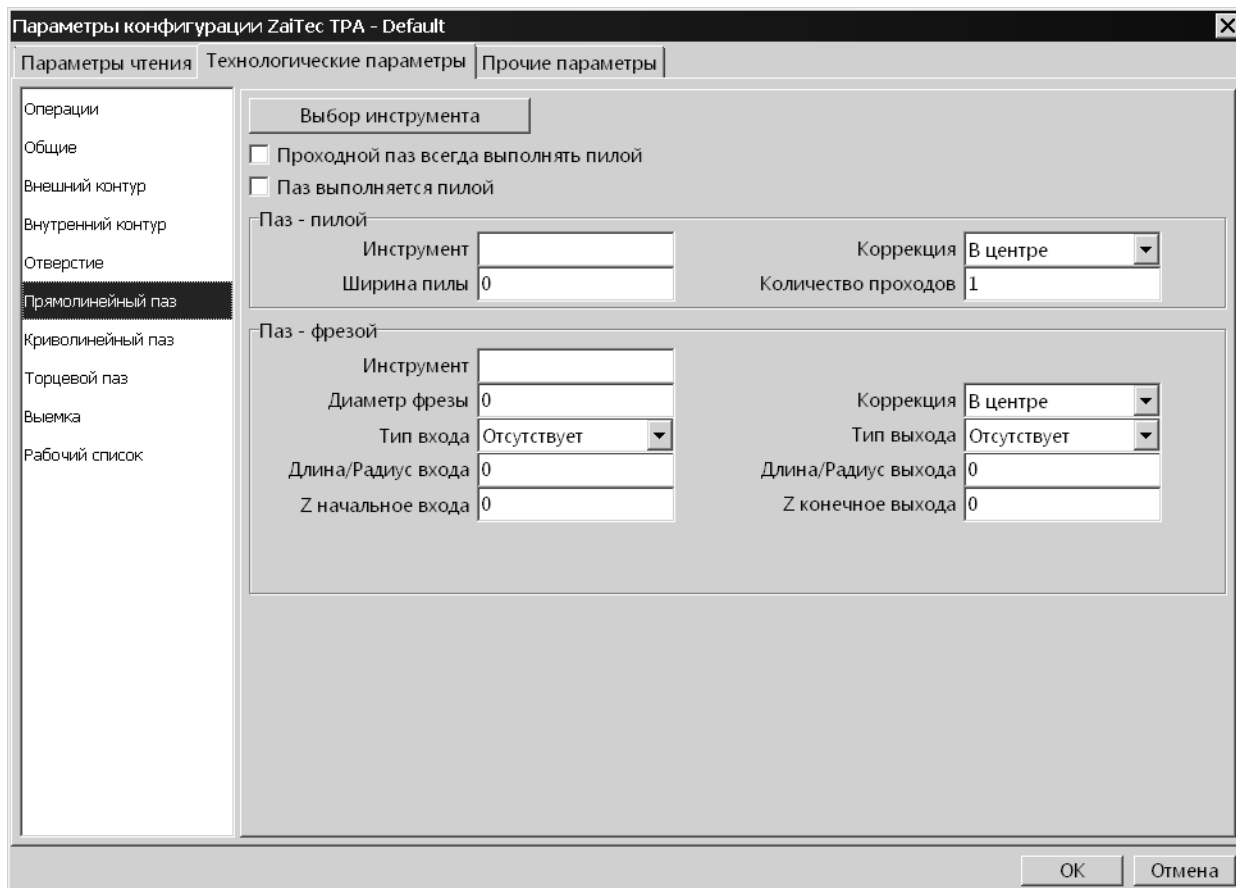 Параметры конфигурации ZaiTec TPA - Default
Параметры чтения Технологические параметры Прочие параметры
Операции
Общие
Внешний контур
Внутренний контур
Отверстие
Прямолинейный паз
Криволинейный паз
Торцевой паз
Выемка
Рабочий список
Выбор инструмента
Проходной паз всегда выполнять пилой
Паз выполняется пилой
Паз - пилой
Инструмент Коррекция В центре
Ширина пилы 0 Количество проходов 1
Паз - фрезой
Инструмент
Диаметр фрезы 0 Коррекция В центре
Тип входа Отсутствует Тип выхода Отсутствует
Длина/Радиус входа 0 Длина/Радиус выхода 0
Z начальное входа 0 Z конечное выхода 0
OK Отмена